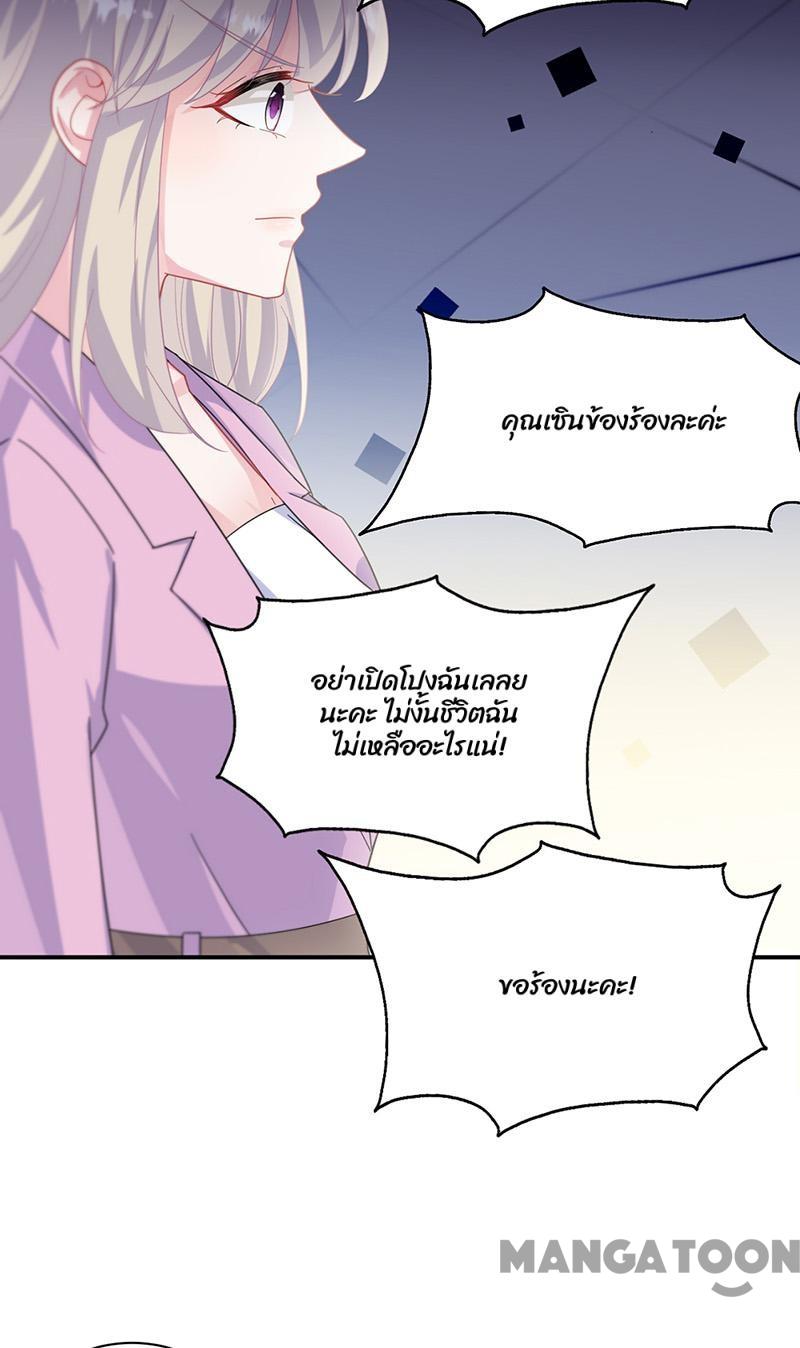 คุณเซินข้องร้องละค่ะ
อย่าเปิดโปงฉันเลลย
นะคะ ไม่งั้นชีวิตฉัน
ไม่เหลืออะไรแน่!
ขอร้องนะคะ!
MANGATOON